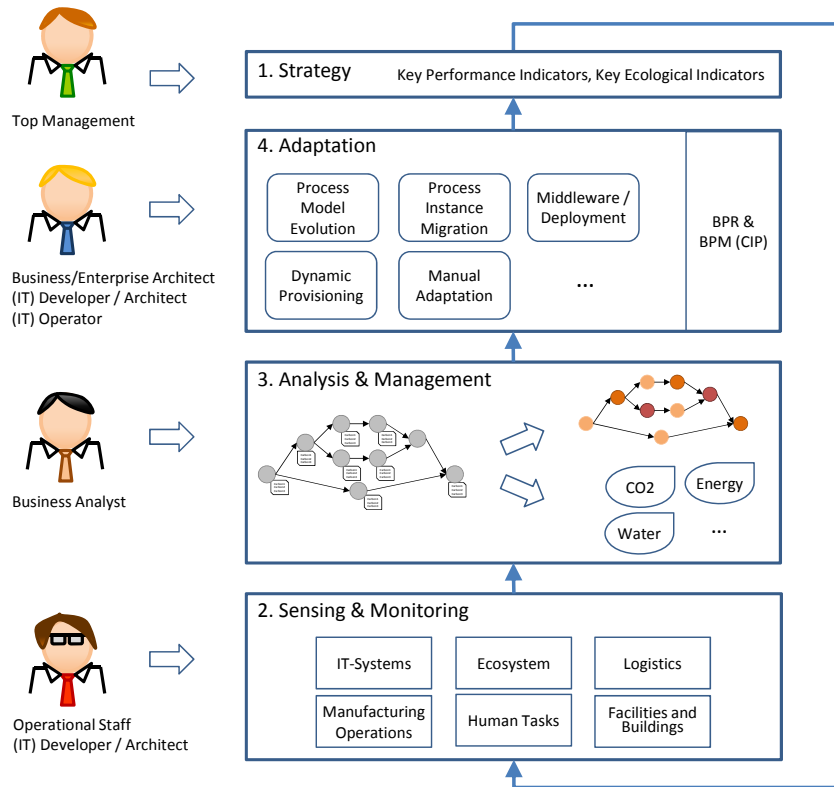 1. Strategy
Key Performance Indicators, Key Ecological Indicators
Top Management
4. Adaptation
Process
Model
Evolution
Process
Instance
Migration
Middleware /
Deployment
BPR &
BPM (CIP)
Dynamic
Provisioning
Manual
Adaptation
...
Business/Enterprise Architect
(IT) Developer / Architect
(IT) Operator
3. Analysis & Management
CO2
Energy
Water
...
Business Analyst
2. Sensing & Monitoring
IT-Systems
Ecosystem
Logistics
Manufacturing
Operations
Human Tasks
Facilities and
Buildings
Operational Staff
(IT) Developer / Architect